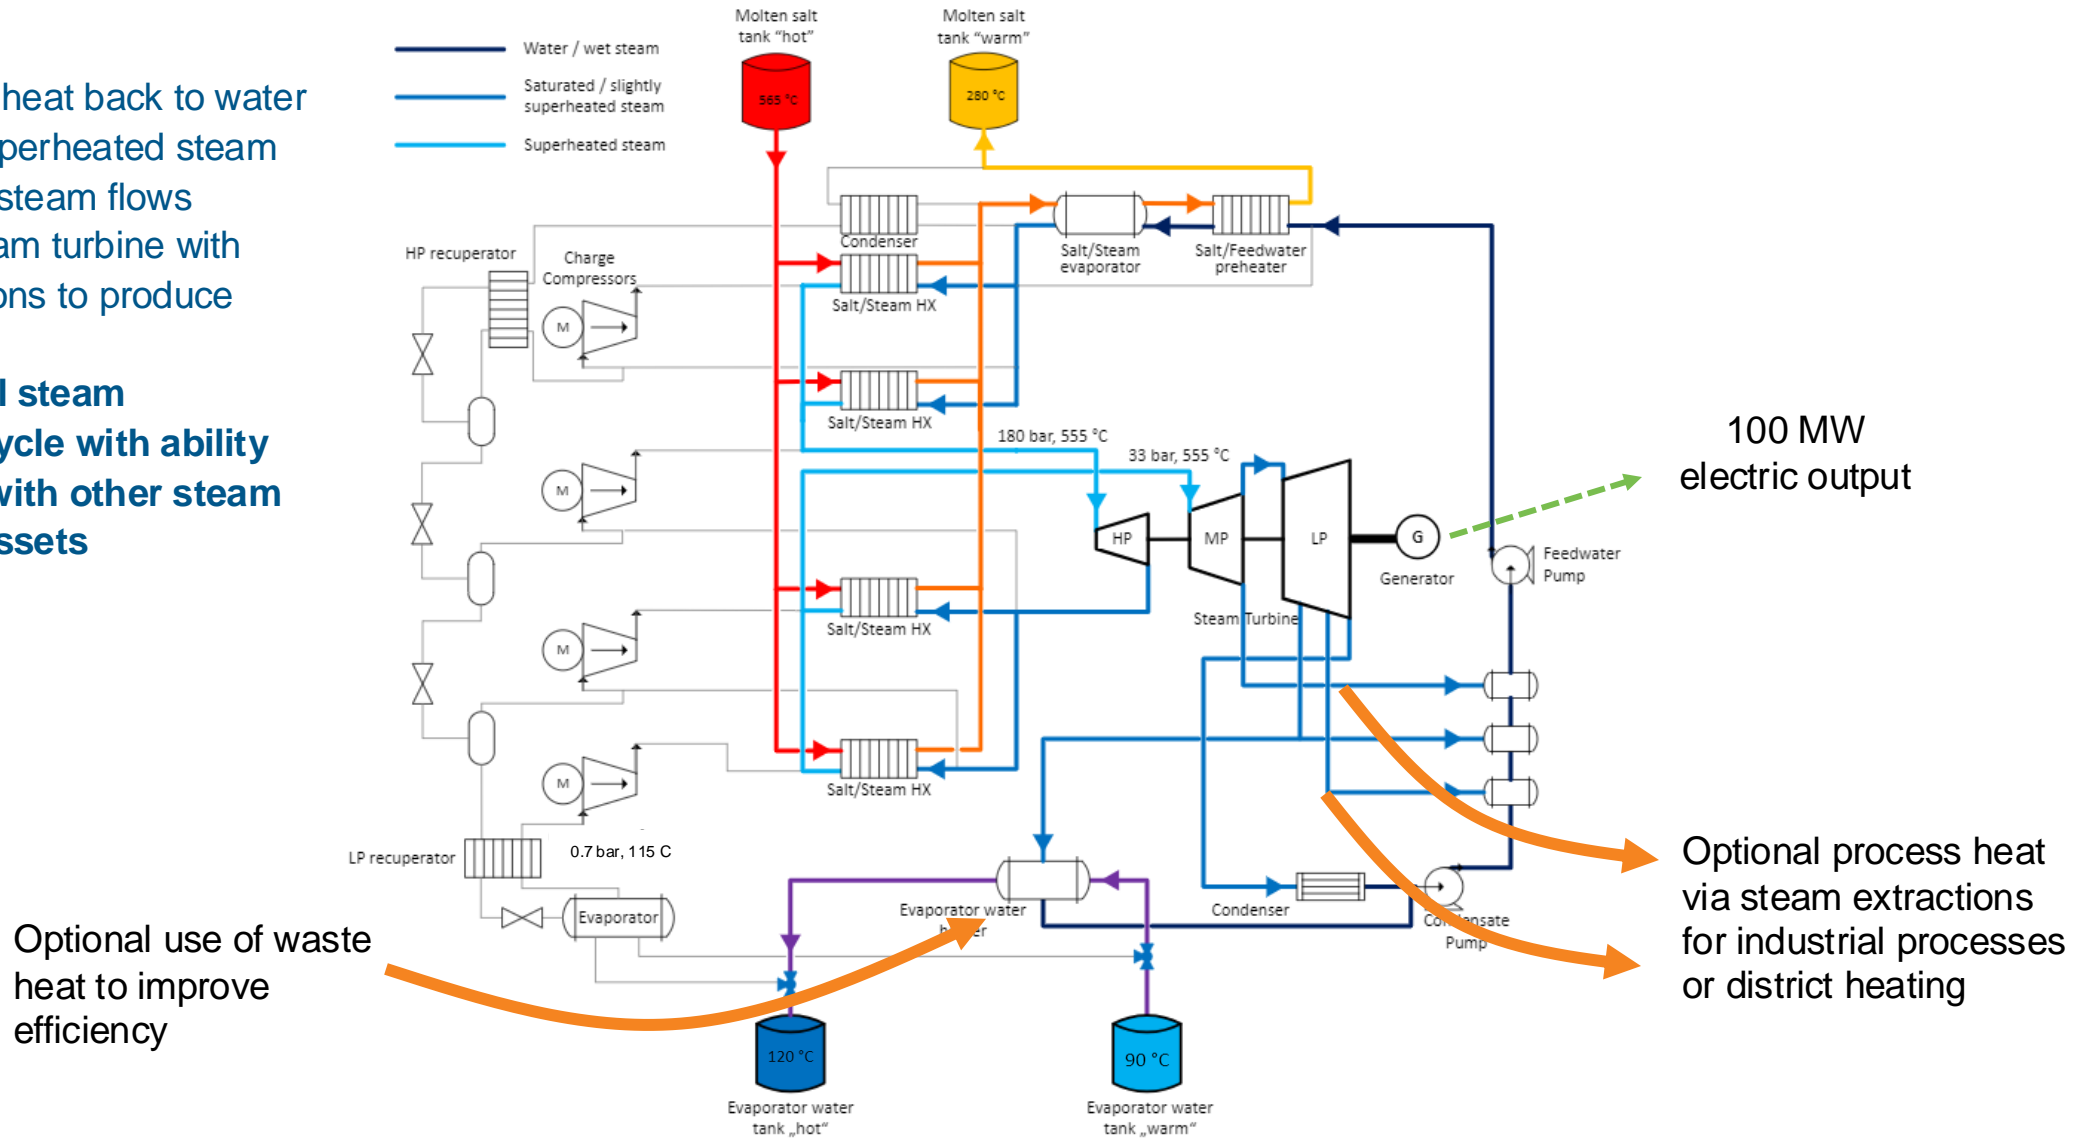 heat back to water
perheated steam
steam flows
am turbine with
ons to produce
l steam
ycle with ability
with other steam
ssets
Water / wet steam
Saturated / slightly
superheated steam
Superheated steam
Molten salt
tank "hot"
565 °C
Molten salt
tank "warm"
280 °C
HP recuperator
Charge
Compressors
M
Condenser
Salt/Steam HX
Salt/Steam
evaporator
Salt/Feedwater
preheater
Salt/Steam HX
180 bar, 555 °C
33 bar, 555 °C
M
HP
MP
LP
G
Generator
Steam Turbine
100 MW
electric output
Feedwater
Pump
M
Salt/Steam HX
M
Salt/Steam HX
LP recuperator
0.7 bar, 115 C
Evaporator
Evaporator water
Condenser
Condensate
Pump
Optional process heat
via steam extractions
for industrial processes
or district heating
Optional use of waste
heat to improve
efficiency
120 °C
Evaporator water
tank „hot“
90 °C
Evaporator water
tank „warm“